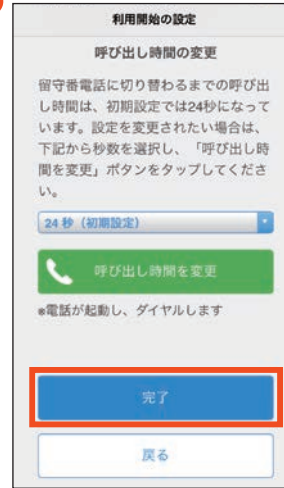 利用開始の設定
呼び出し時間の変更
留守番電話に切り替わるまでの呼び出
し時間は、初期設定では24秒になって
います。設定を変更されたい場合は、
下記から秒数を選択し、「呼び出し時
間を変更」ボタンをタップしてくださ
い。
24 秒（初期設定）
呼び出し時間を変更
※電話が起動し、ダイヤルします
完了
戻る